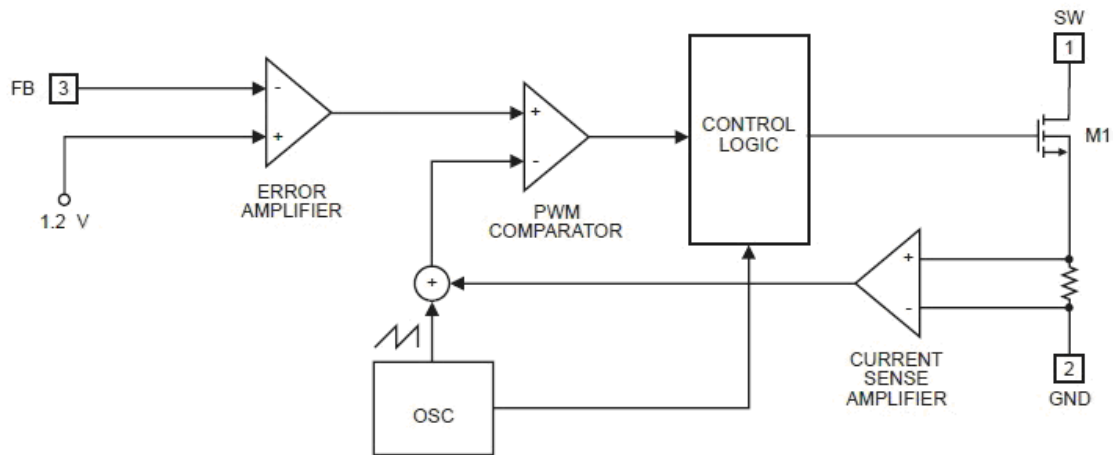 SW
1
FB 3
-
+
1.2 V
ERROR
AMPLIFIER
+
-
PWM
COMPARATOR
CONTROL
LOGIC
M1
+
OSC
+
-
CURRENT
SENSE
AMPLIFIER
2
GND